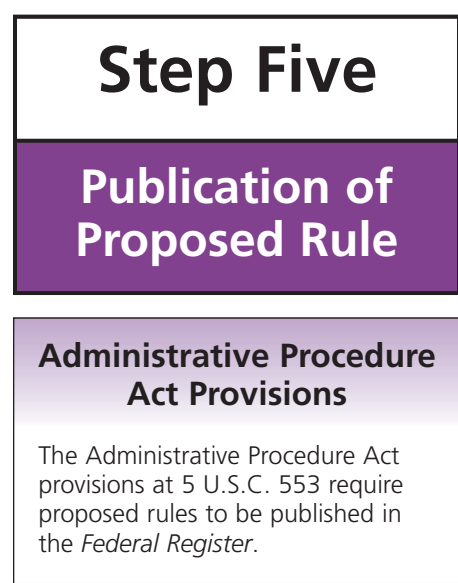 Step Five
Publication of
Proposed Rule
Administrative Procedure
Act Provisions
The Administrative Procedure Act
provisions at 5 U.S.C. 553 require
proposed rules to be published in
the Federal Register.